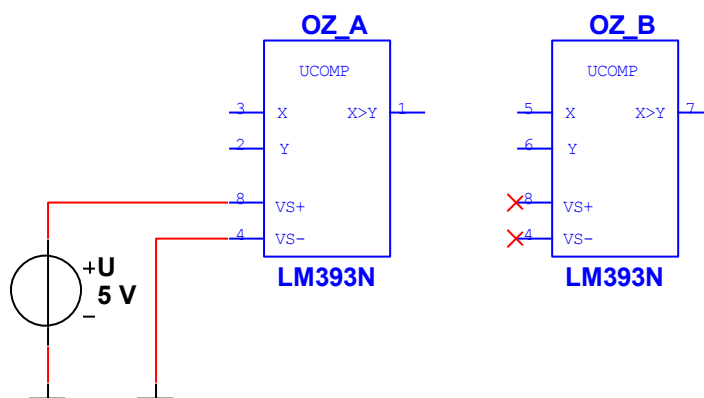 OZ_A
UCOMP
3 X X>Y 1
2 Y
8 VS+
4 VS-
LM393N
OZ_B
UCOMP
5 X X>Y 7
6 Y
8 VS+
4 VS-
LM393N
+ U
5 V
−